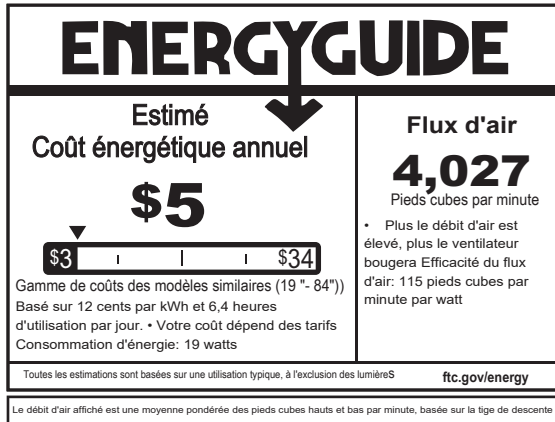 ENERGYGUIDE
Estimé
Coût énergétique annuel
$5
$3
$34
Gamme de coûts des modèles similaires (19 "- 84"))
Basé sur 12 cents par kWh et 6,4 heures
d'utilisation par jour. • Votre coût dépend des tarifs
Consommation d'énergie: 19 watts
Flux d'air
4,027
Pieds cubes par minute
• Plus le débit d'air est
élevé, plus le ventilateur
bougera Efficacité du flux
d'air: 115 pieds cubes par
minute par watt
Toutes les estimations sont basées sur une utilisation typique, à l'exclusion des lumièreS
ftc.gov/energy
Le débit d'air affiché est une moyenne pondérée des pieds cubes hauts et bas par minute, basée sur la tige de descente